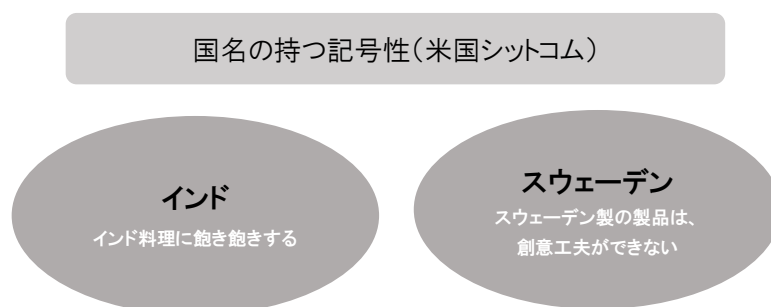 国名の持つ記号性（米国シットコム）
インド
インド料理に飽き飽きする
スウェーデン
スウェーデン製の製品は、
創意工夫ができない